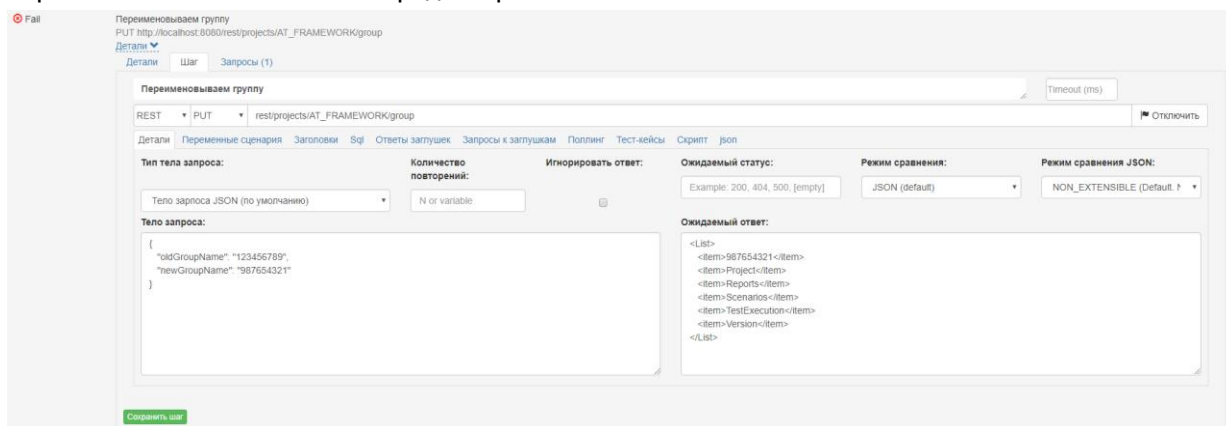 Fail
Переименовываем группу
PUT http://localhost:8080/rest/projects/AT_FRAMEWORK/group
Детали
Детали Шаг Запросы (1)
Переименовываем группу Timeout (ms)
REST PUT rest/projects/AT_FRAMEWORK/group Отключить
Детали Переменные сценария Заголовки Sql Ответы заглушек Запросы к заглушкам Поллинг Тест-кейсы Скрипт json
Тип тела запроса: Количество повторений: Игнорировать ответ: Ожидаемый статус: Режим сравнения: Режим сравнения JSON:
Тело зарпоса JSON (по умолчанию) N or variable Example: 200, 404, 500, [empty] JSON (default) NON_EXTENSIBLE (Default.
Тело запроса: Ожидаемый ответ:
{
"oldGroupName": "123456789",
"newGroupName": "987654321"
}
<List>
<item>987654321</item>
<item>Project</item>
<item>Reports</item>
<item>Scenarios</item>
<item>TestExecution</item>
<item>Version</item>
</List>
Сохранить шаг